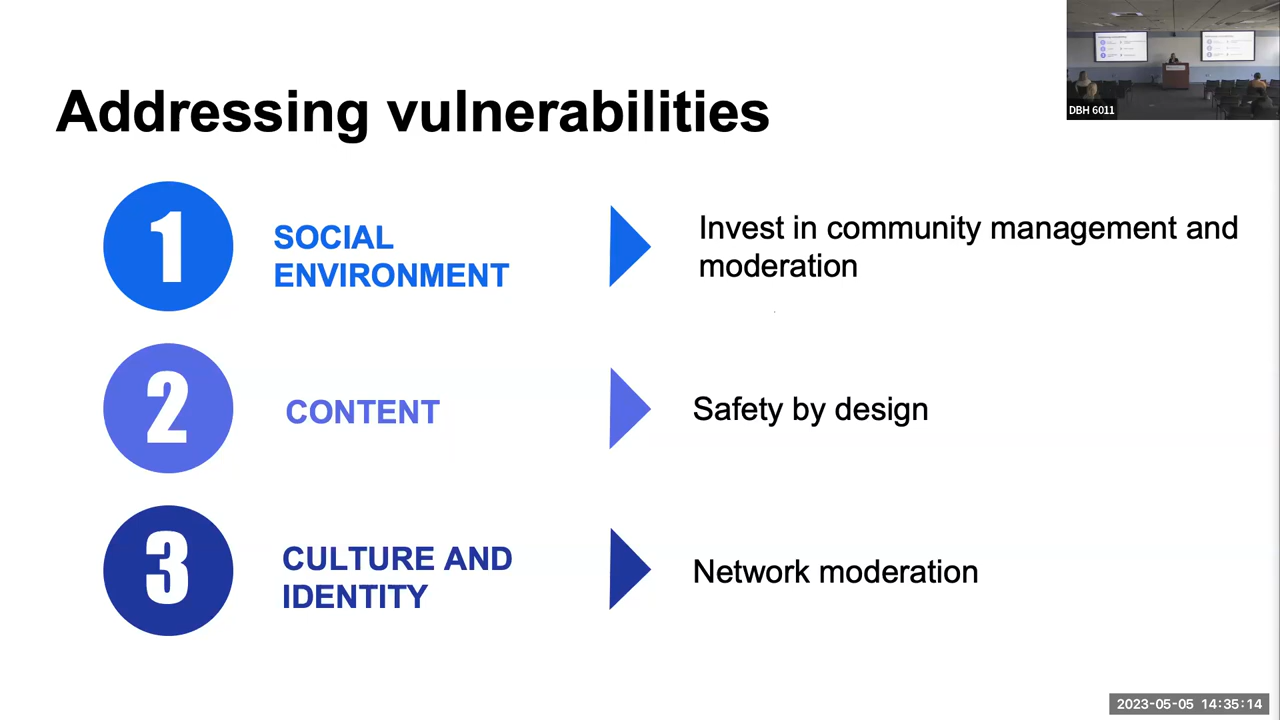 Addressing vulnerabilities
1
SOCIAL
ENVIRONMENT
Invest in community management and
moderation
2
CONTENT
Safety by design
3
CULTURE AND
IDENTITY
Network moderation
DBH 6011
2023-05-05 14:35:14